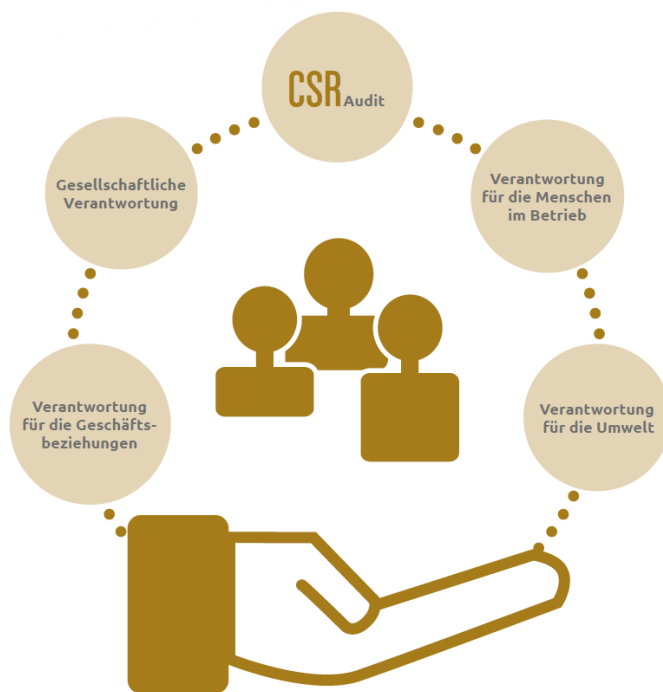 CSR Audit
Gesellschaftliche
Verantwortung
Verantwortung
für die Menschen
im Betrieb
Verantwortung
für die Geschäfts-
beziehungen
Verantwortung
für die Umwelt